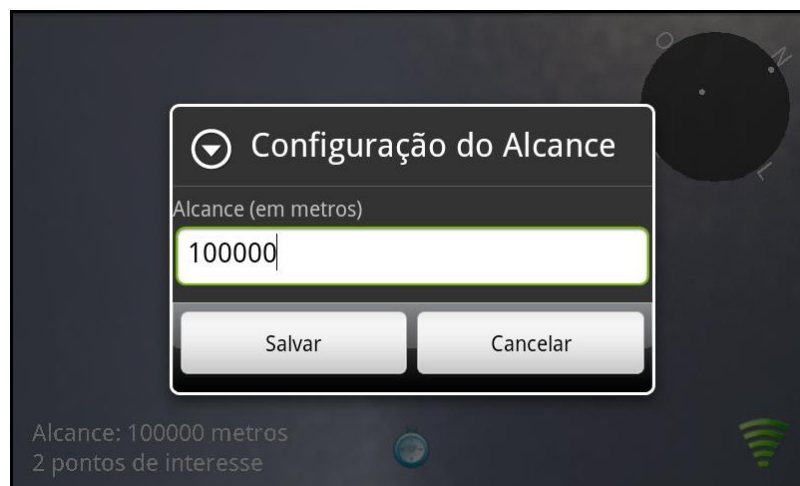 O
N
Configuração do Alcance
L
Alcance (em metros)
100000
Salvar
Cancelar
Alcance: 100000 metros
2 pontos de interesse